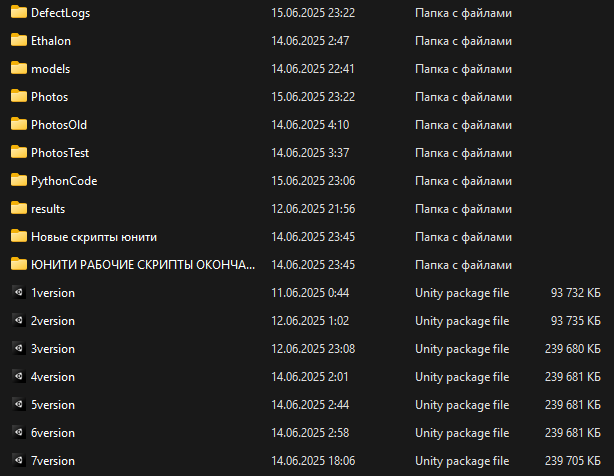 DefectLogs 15.06.2025 23:22 Папка с файлами
Ethalon 14.06.2025 2:47 Папка с файлами
models 14.06.2025 22:41 Папка с файлами
Photos 15.06.2025 23:22 Папка с файлами
PhotosOld 14.06.2025 4:10 Папка с файлами
PhotosTest 14.06.2025 3:37 Папка с файлами
PythonCode 15.06.2025 23:06 Папка с файлами
results 12.06.2025 21:56 Папка с файлами
Новые скрипты юнити 14.06.2025 23:45 Папка с файлами
ЮНИТИ РАБОЧИЕ СКРИПТЫ ОКОНЧА... 14.06.2025 23:45 Папка с файлами
1version 11.06.2025 0:44 Unity package file 93 732 КБ
2version 12.06.2025 1:02 Unity package file 93 735 КБ
3version 12.06.2025 23:08 Unity package file 239 680 КБ
4version 14.06.2025 2:01 Unity package file 239 681 КБ
5version 14.06.2025 2:44 Unity package file 239 681 КБ
6version 14.06.2025 2:58 Unity package file 239 681 КБ
7version 14.06.2025 18:06 Unity package file 239 705 КБ